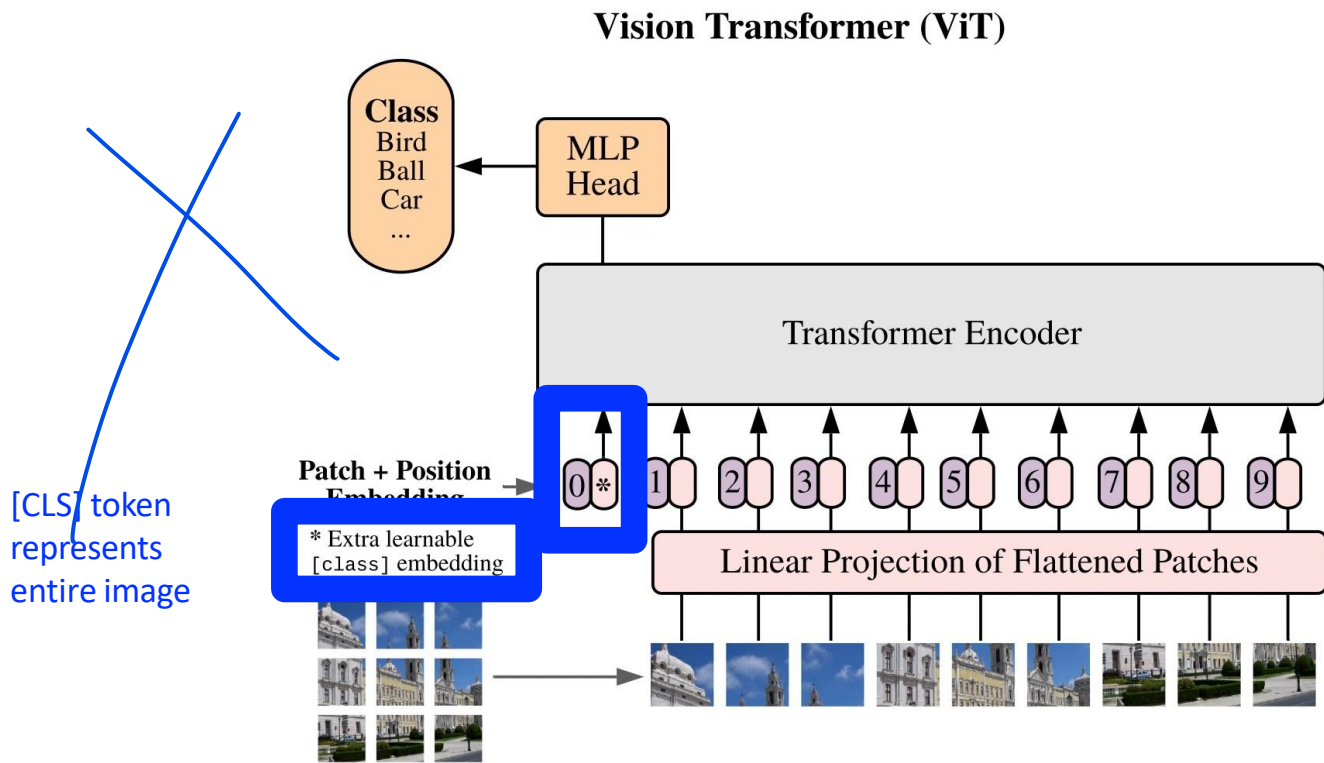 Vision Transformer (ViT)
Class
Bird
Ball
Car
...
MLP
Head
Transformer Encoder
Patch + Position
Embedding
0 * 1 2 3 4 5 6 7 8 9
* Extra learnable
[class] embedding
Linear Projection of Flattened Patches
[CLS] token
represents
entire image